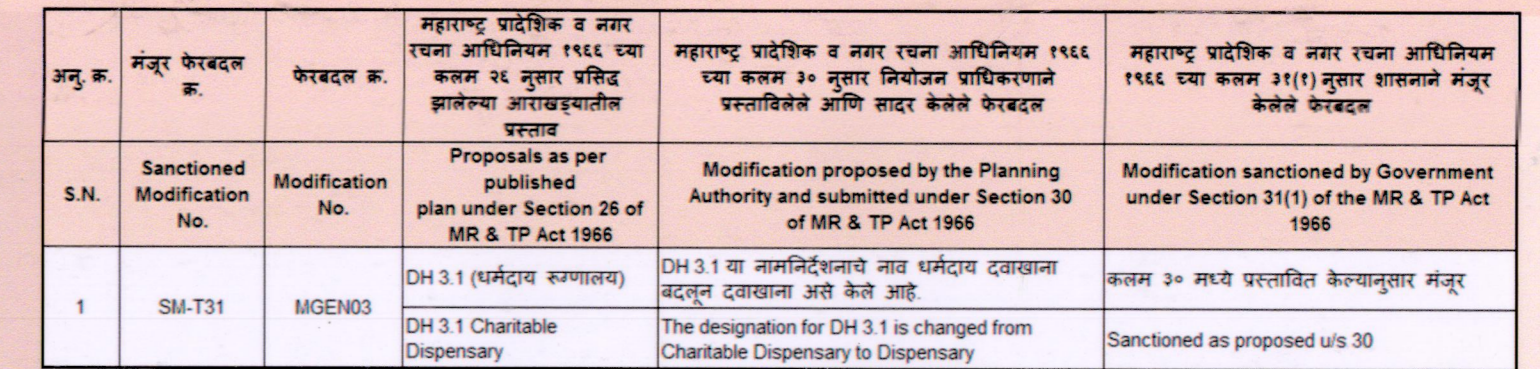 अनु. क्र.
मंजूर फेरबदल
क्र.
फेरबदल क्र.
महाराष्ट्र प्रादेशिक व नगर
रचना आधिनियम १९६६ च्या
कलम २६ नुसार प्रसिद्ध
झालेल्या आराखड्यातील
प्रस्ताव
महाराष्ट्र प्रादेशिक व नगर रचना आधिनियम १९६६
च्या कलम ३० नुसार नियोजन प्राधिकरणाने
प्रस्ताविलेले आणि सादर केलेले फेरबदल
महाराष्ट्र प्रादेशिक व नगर रचना आधिनियम
१९६६ च्या कलम ३१(१) नुसार शासनाने मंजूर
केलेले फेरबदल
S.N.
Sanctioned
Modification
No.
Modification
No.
Proposals as per
published
plan under Section 26 of
MR & TP Act 1966
Modification proposed by the Planning
Authority and submitted under Section 30
of MR & TP Act 1966
Modification sanctioned by Government
under Section 31(1) of the MR & TP Act
1966
1
SM-T31
MGEN03
DH 3.1 (धर्मदाय रुग्णालय)
DH 3.1 या नामनिर्देशनाचे नाव धर्मदाय दवाखाना
बदलून दवाखाना असे केले आहे.
कलम ३० मध्ये प्रस्तावित केल्यानुसार मंजूर
DH 3.1 Charitable
Dispensary
The designation for DH 3.1 is changed from
Charitable Dispensary to Dispensary
Sanctioned as proposed u/s 30